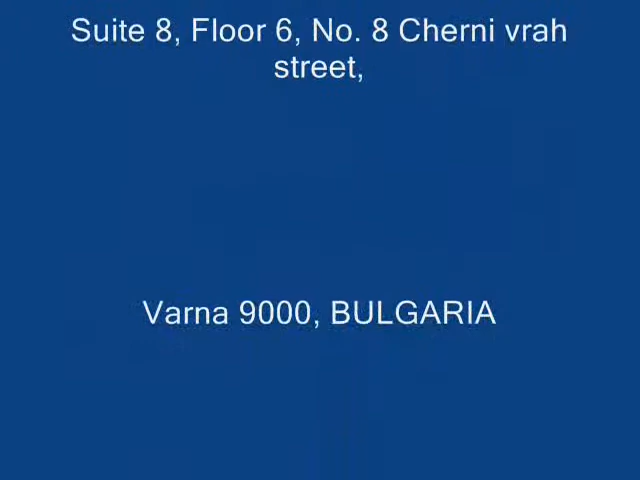 Suite 8, Floor 6, No. 8 Cherni vrah
street,
Varna 9000, BULGARIA